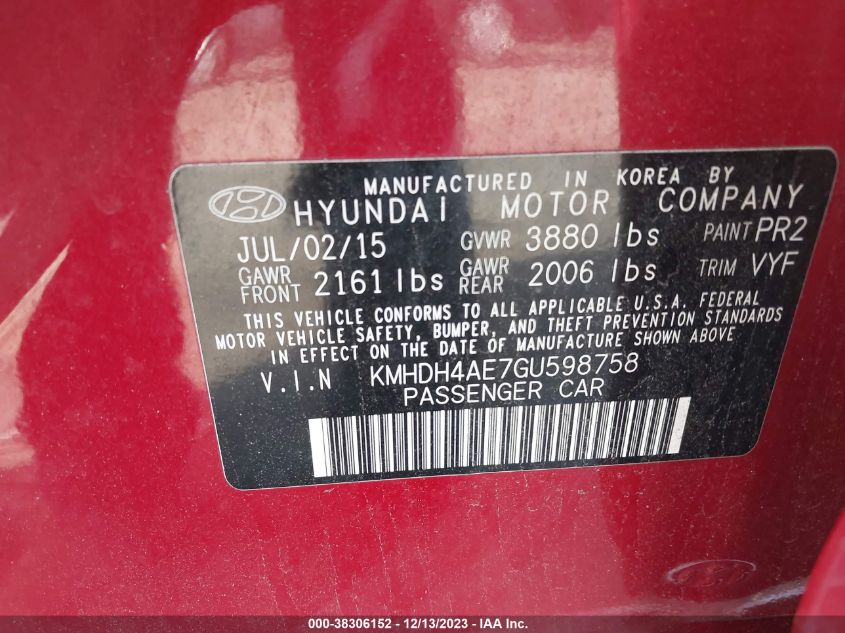 MANUFACTURED IN KOREA BY
HYUNDAI MOTOR COMPANY
JUL/02/15 GVWR 3880 lbs PAINT PR2
GAWR FRONT 2161 lbs GAWR REAR 2006 lbs TRIM VYF
THIS VEHICLE CONFORMS TO ALL APPLICABLE U.S.A. FEDERAL
MOTOR VEHICLE SAFETY, BUMPER, AND THEFT PREVENTION STANDARDS
IN EFFECT ON THE DATE OF MANUFACTURE SHOWN ABOVE
V.I.N KMHDH4AE7GU598758
PASSENGER CAR
000-38306152 - 12/13/2023 - IAA Inc.